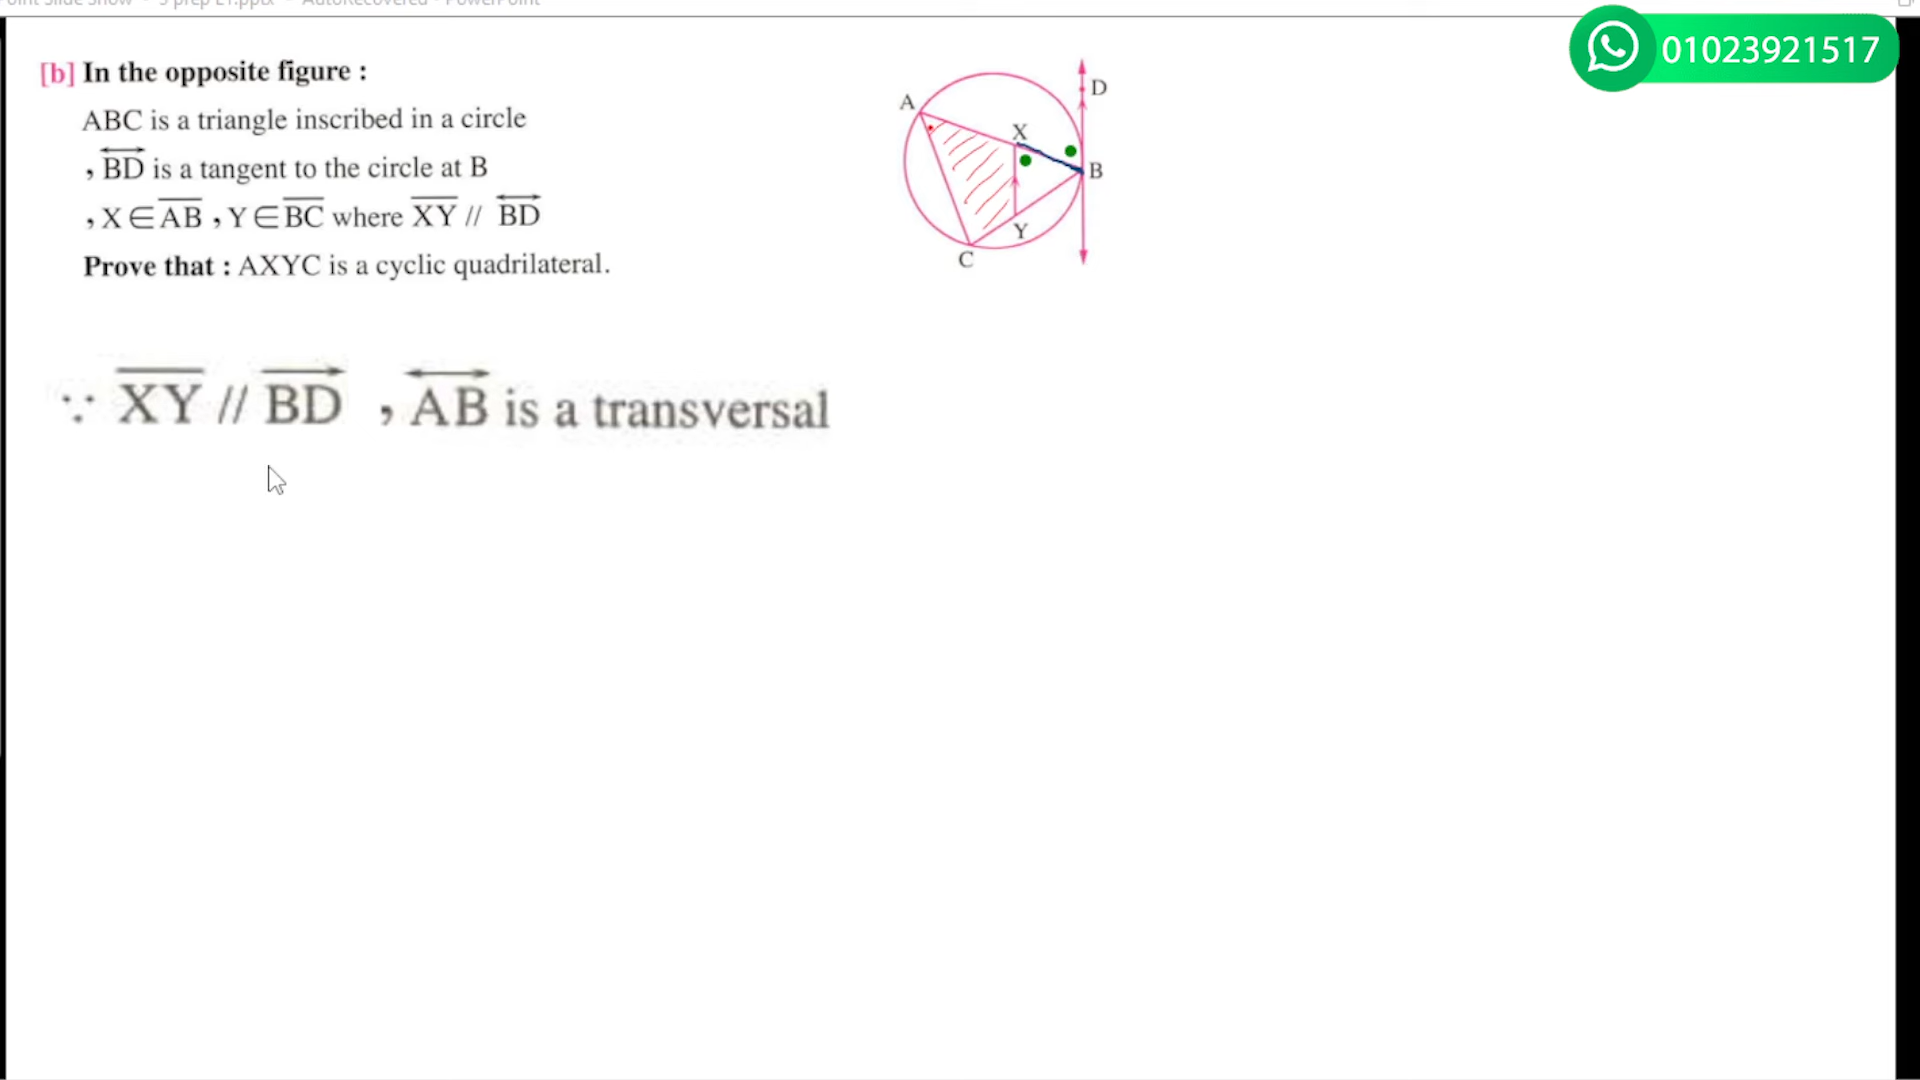 [b] In the opposite figure :
ABC is a triangle inscribed in a circle
, BD is a tangent to the circle at B
, X ∈ AB , Y ∈ BC where XY // BD
Prove that : AXYC is a cyclic quadrilateral.
A
X
D
B
Y
C
01023921517
∵ XY // BD , AB is a transversal